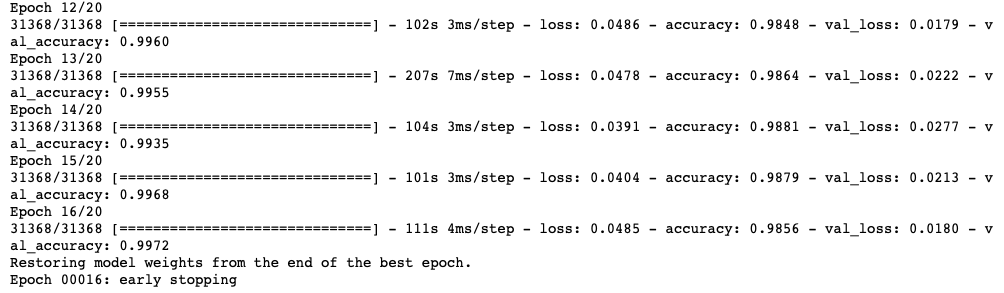 Epoch 12/20
31368/31368 [==============================] - 102s 3ms/step - loss: 0.0486 - accuracy: 0.9848 - val_loss: 0.0179 - v
al_accuracy: 0.9960
Epoch 13/20
31368/31368 [==============================] - 207s 7ms/step - loss: 0.0478 - accuracy: 0.9864 - val_loss: 0.0222 - v
al_accuracy: 0.9955
Epoch 14/20
31368/31368 [==============================] - 104s 3ms/step - loss: 0.0391 - accuracy: 0.9881 - val_loss: 0.0277 - v
al_accuracy: 0.9935
Epoch 15/20
31368/31368 [==============================] - 101s 3ms/step - loss: 0.0404 - accuracy: 0.9879 - val_loss: 0.0213 - v
al_accuracy: 0.9968
Epoch 16/20
31368/31368 [==============================] - 111s 4ms/step - loss: 0.0485 - accuracy: 0.9856 - val_loss: 0.0180 - v
al_accuracy: 0.9972
Restoring model weights from the end of the best epoch.
Epoch 00016: early stopping